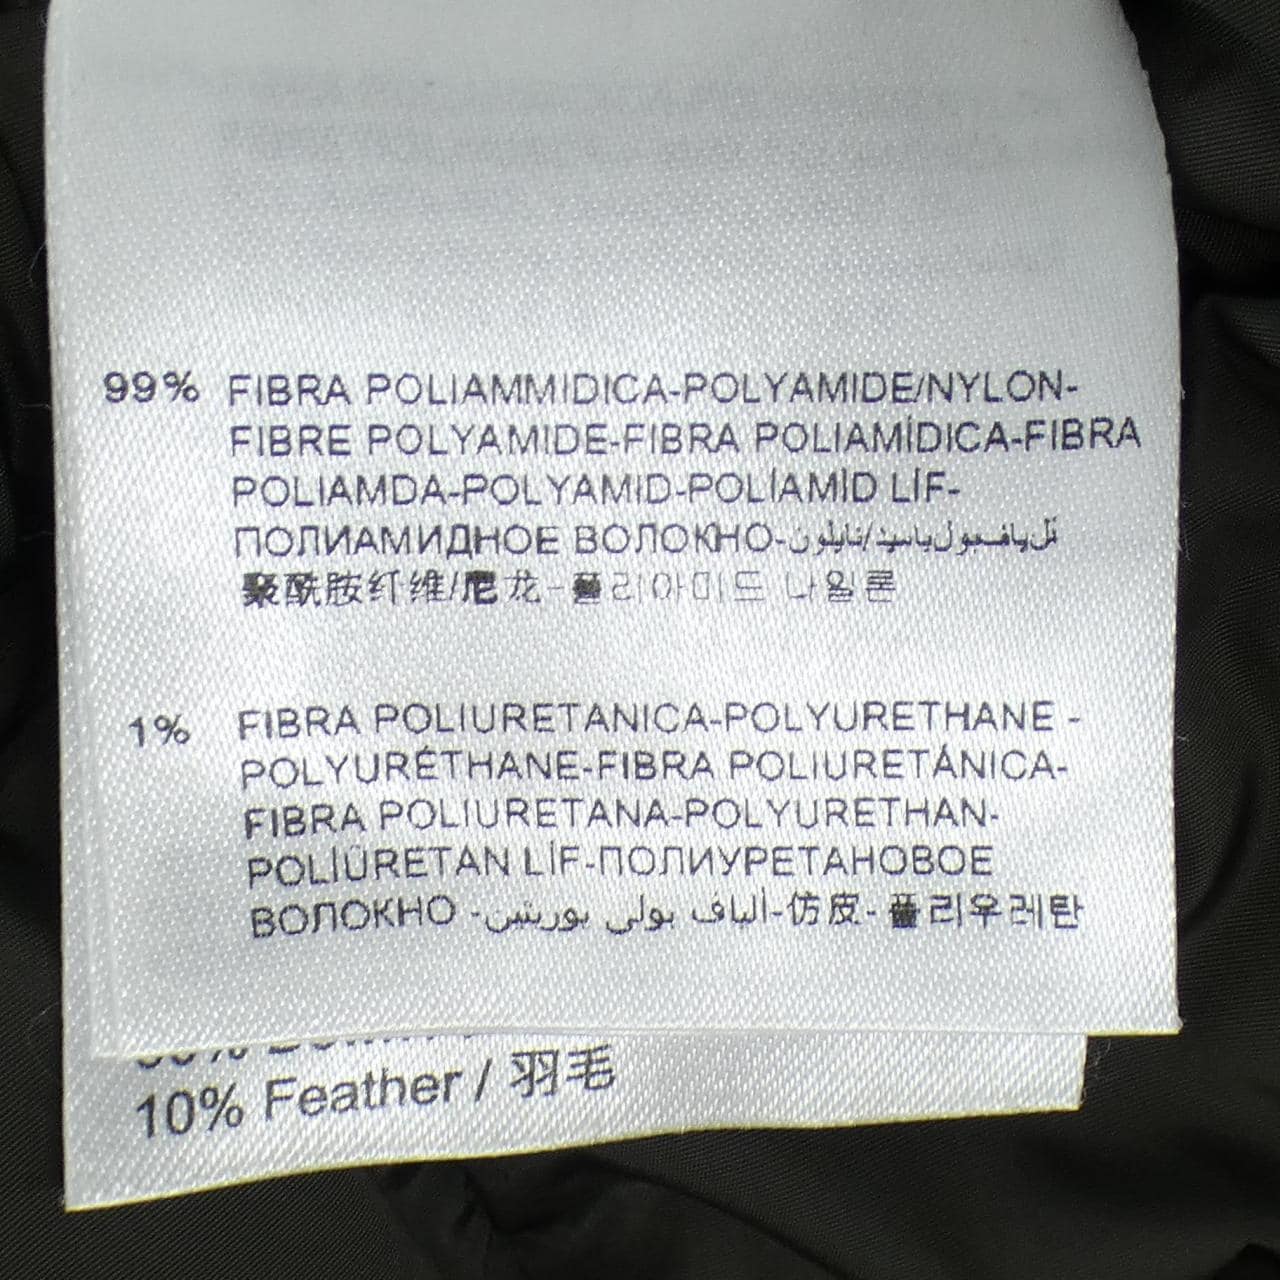 99% FIBRA POLIAMMIDICA-POLYAMIDE/NYLON-
FIBRE POLYAMIDE-FIBRA POLIAMÍDICA-FIBRA
POLIAMDA-POLYAMID-POLİAMİD LİF-
ПОЛИАМИДНОЕ ВОЛОКНО-
聚酰胺纤维/尼龙-폴리아미드 나일론
1% FIBRA POLIURETANICA-POLYURETHANE -
POLYURÉTHANE-FIBRA POLIURETÁNICA-
FIBRA POLIURETANA-POLYURETHAN-
POLİÜRETAN LİF-ПОЛИУРЕТАНОВОЕ
ВОЛОКНО -ألياف بولي يوريثين-仿皮-폴리우레탄
10% Feather / 羽毛